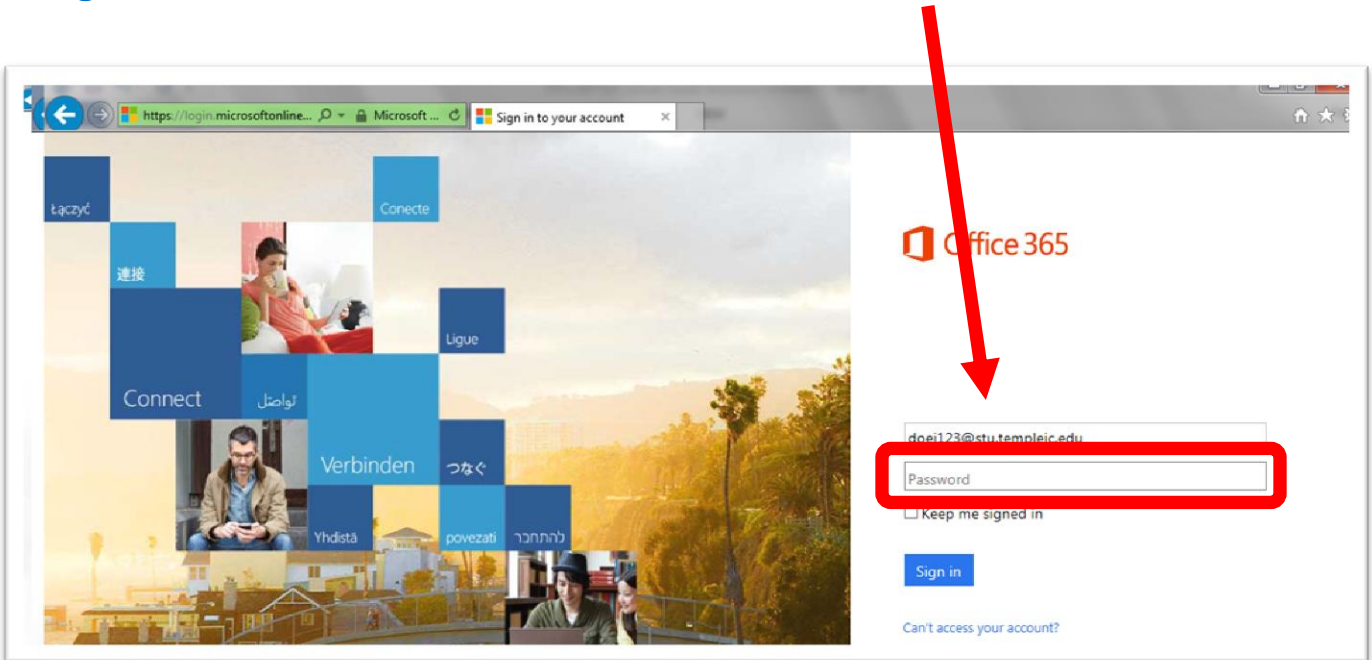 https://login.microsoftonline... Microsoft ... Sign in to your account
Łączyć
Conecte
連接
Ligue
Connect
تواصل
Verbinden
つなぐ
Yhdistä
povezati
להתחבר
Office 365
doej123@stu.templejc.edu
Password
Keep me signed in
Sign in
Can't access your account?